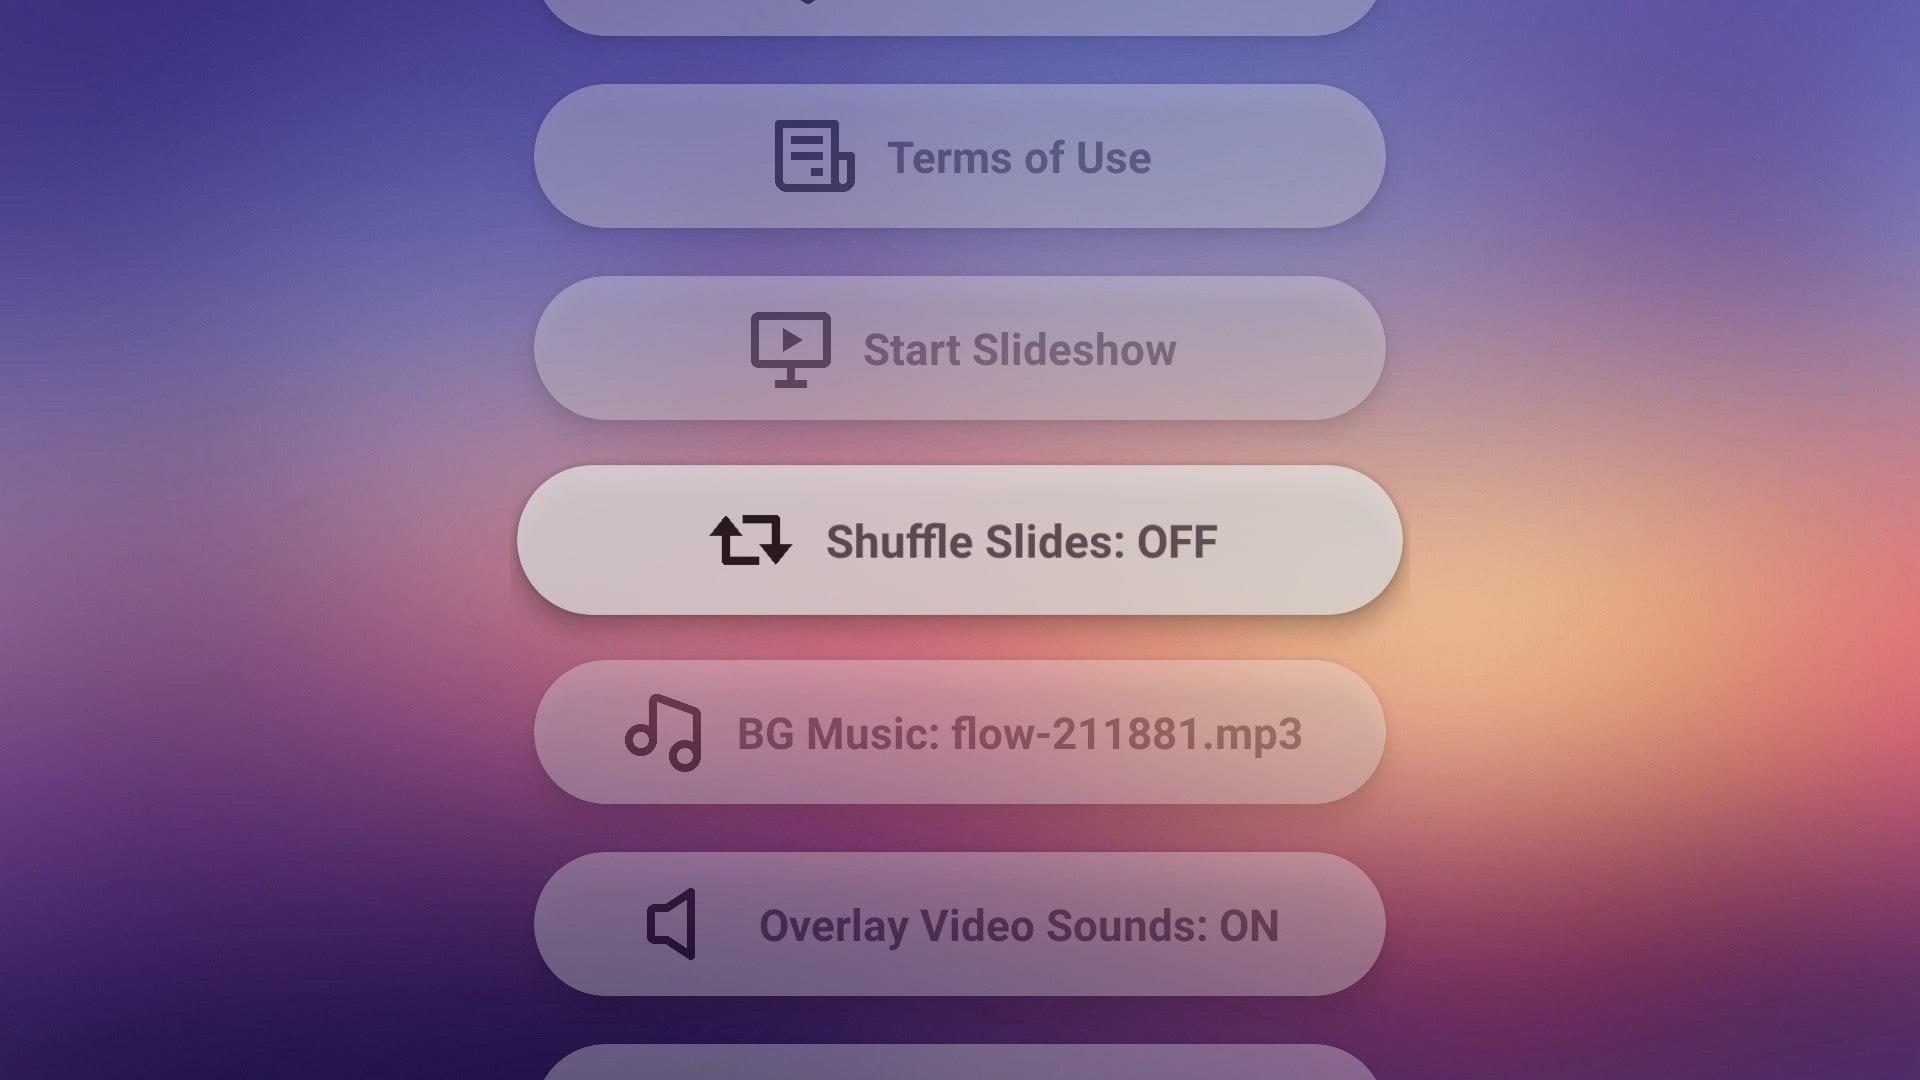 Terms of Use
Start Slideshow
Shuffle Slides: OFF
BG Music: flow-211881.mp3
Overlay Video Sounds: ON